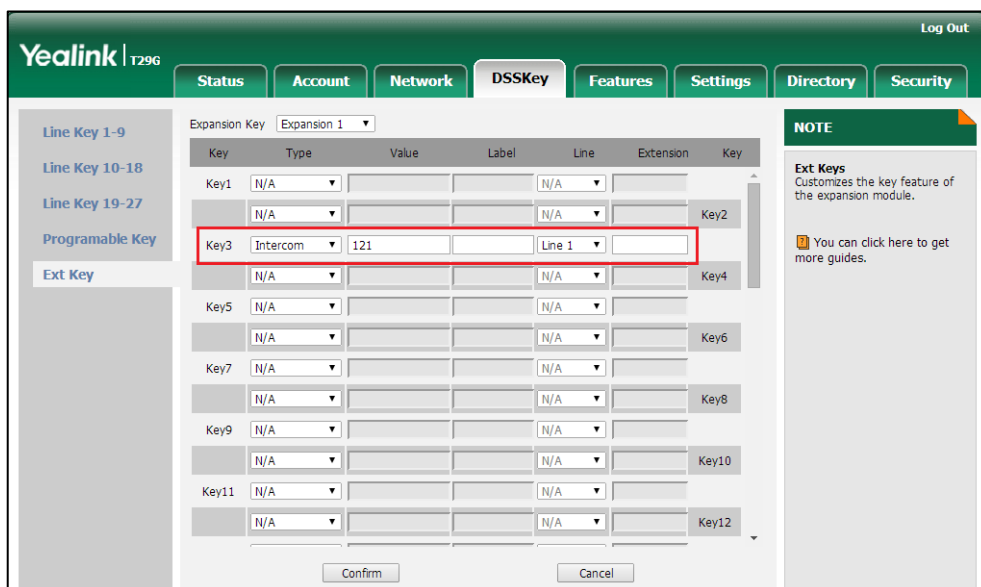 Log Out
Yealink | T29G
Status Account Network DSSKey Features Settings Directory Security
Line Key 1-9
Line Key 10-18
Line Key 19-27
Programable Key
Ext Key
Expansion Key Expansion 1
Key Type Value Label Line Extension Key
Key1 N/A N/A
N/A N/A Key2
Key3 Intercom 121 Line 1
N/A N/A Key4
Key5 N/A N/A
N/A N/A Key6
Key7 N/A N/A
N/A N/A Key8
Key9 N/A N/A
N/A N/A Key10
Key11 N/A N/A
N/A N/A Key12
Confirm Cancel
NOTE
Ext Keys
Customizes the key feature of
the expansion module.
? You can click here to get
more guides.